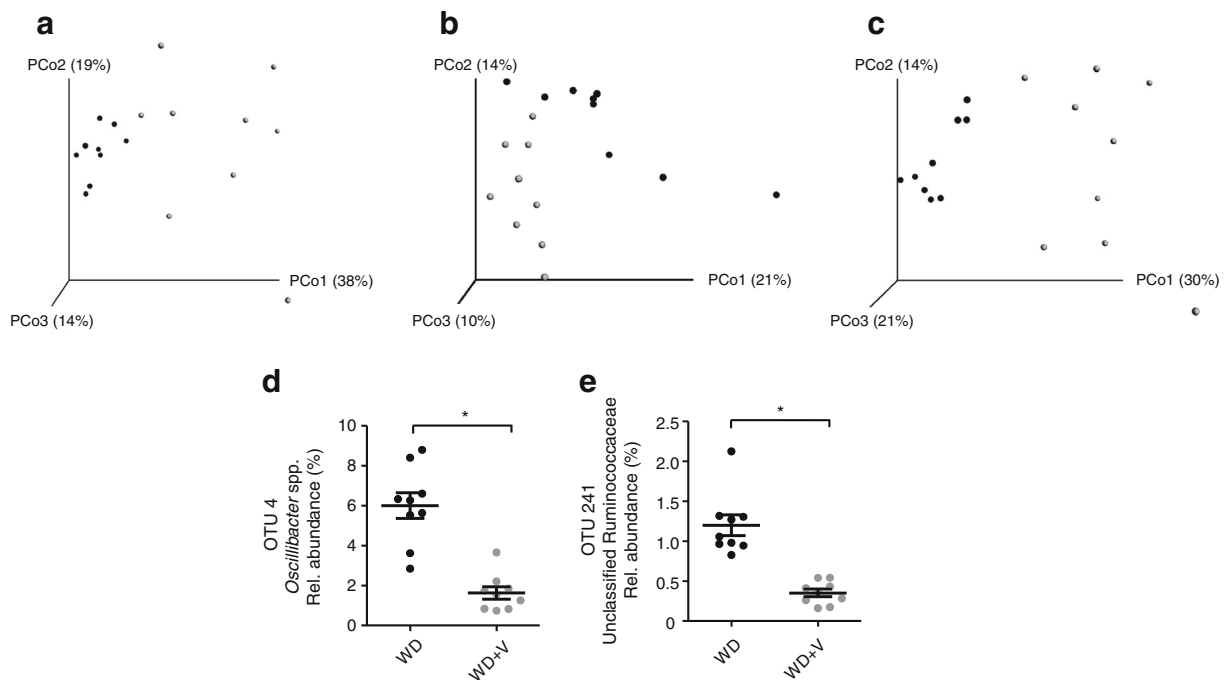 a
b
c
PCo2 (19%)
PCo1 (38%)
PCo3 (14%)
PCo2 (14%)
PCo1 (21%)
PCo3 (10%)
PCo2 (14%)
PCo1 (30%)
PCo3 (21%)
d
OTU 4
Oscillibacter spp.
Rel. abundance (%)
10
8
6
4
2
0
*
WD
WD+V
e
OTU 241
Unclassified Ruminococcaceae
Rel. abundance (%)
2.5
2.0
1.5
1.0
0.5
0
*
WD
WD+V